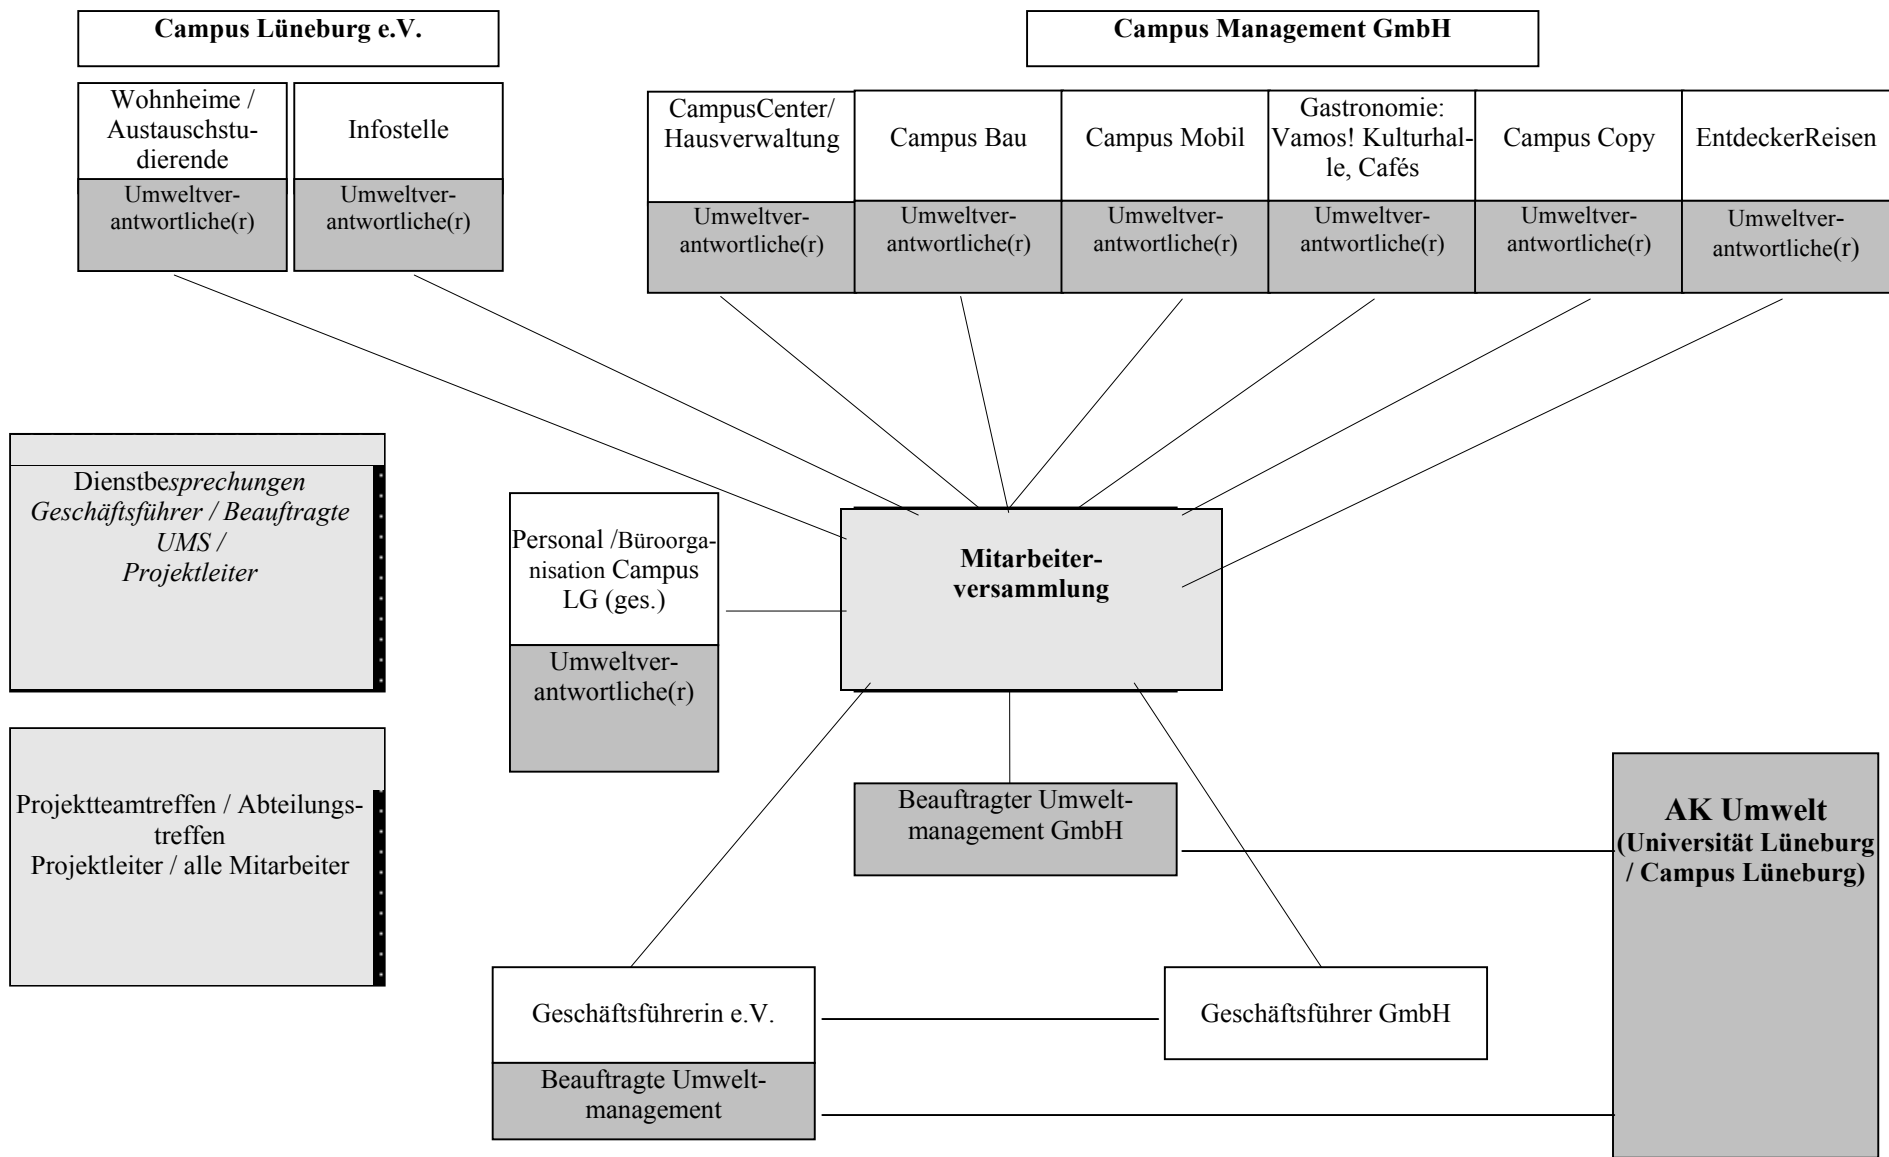 Campus Lüneburg e.V.
Campus Management GmbH
Wohnheime /
Austauschstu-
dierende
Umweltver-
antwortliche(r)
Infostelle
Umweltver-
antwortliche(r)
CampusCenter/
Hausverwaltung
Umweltver-
antwortliche(r)
Campus Bau
Umweltver-
antwortliche(r)
Campus Mobil
Umweltver-
antwortliche(r)
Gastronomie:
Vamos! Kulturhal-
le, Cafés
Umweltver-
antwortliche(r)
Campus Copy
Umweltver-
antwortliche(r)
EntdeckerReisen
Umweltver-
antwortliche(r)
Dienstbesprechungen
Geschäftsführer / Beauftragte
UMS /
Projektleiter
Personal /Büroorga-
nisation Campus
LG (ges.)
Umweltver-
antwortliche(r)
Mitarbeiter-
versammlung
Projektteamtreffen / Abteilungs-
treffen
Projektleiter / alle Mitarbeiter
Beauftragter Umwelt-
management GmbH
AK Umwelt
(Universität Lüneburg
/ Campus Lüneburg)
Geschäftsführerin e.V.
Beauftragte Umwelt-
management
Geschäftsführer GmbH